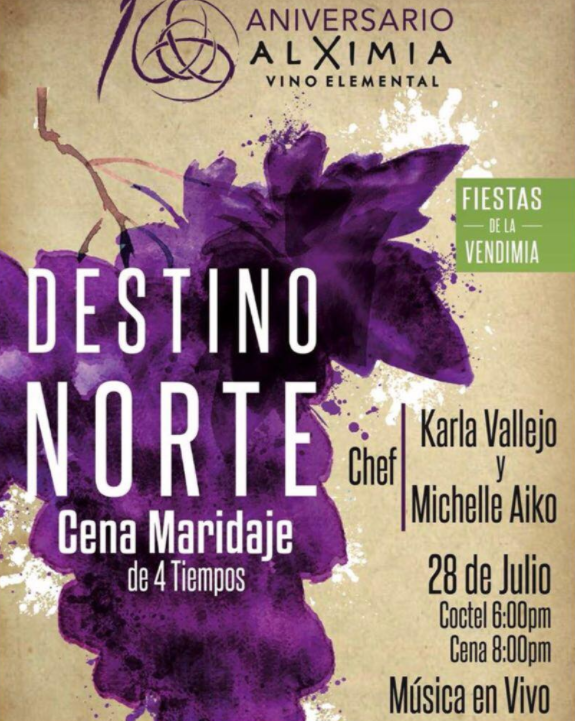 10 ANIVERSARIO
ALXIMIA
VINO ELEMENTAL
FIESTAS
DE LA
VENDIMIA
DESTINO
NORTE
Cena Maridaje
de 4 Tiempos
Chef
Karla Vallejo
y
Michelle Aiko
28 de Julio
Coctel 6:00pm
Cena 8:00pm
Música en Vivo